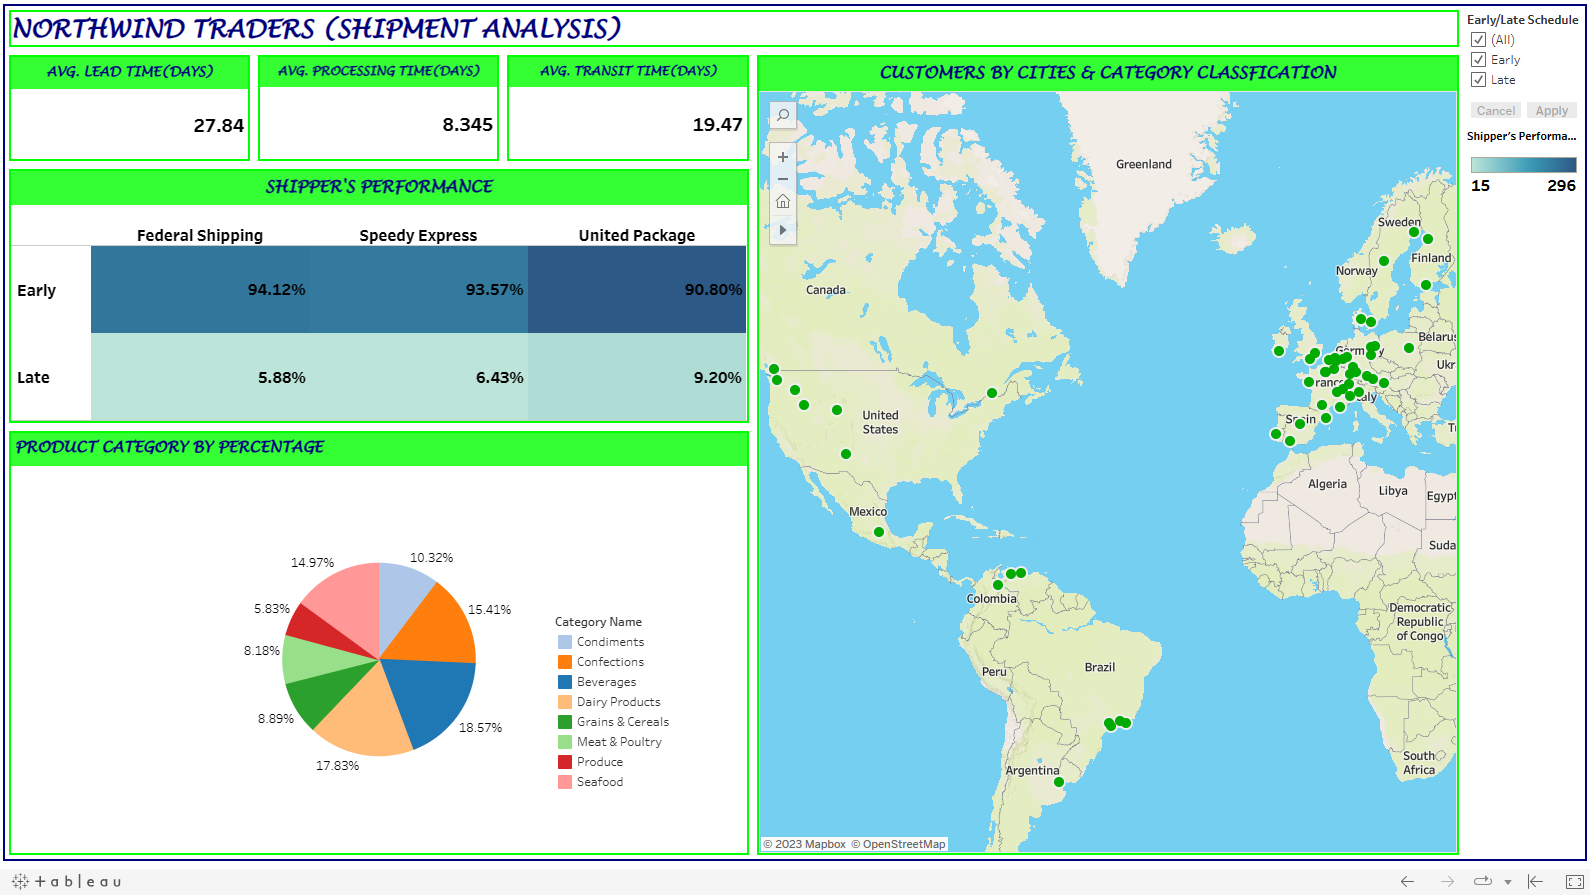 NORTHWIND TRADERS (SHIPMENT ANALYSIS)
AVG. LEAD TIME(DAYS)
27.84
AVG. PROCESSING TIME(DAYS)
8.345
AVG. TRANSIT TIME(DAYS)
19.47
SHIPPER'S PERFORMANCE
Federal Shipping Speedy Express United Package
Early 94.12% 93.57% 90.80%
Late 5.88% 6.43% 9.20%
PRODUCT CATEGORY BY PERCENTAGE
10.32%
15.41%
18.57%
17.83%
8.89%
8.18%
5.83%
14.97%
Category Name
Condiments
Confections
Beverages
Dairy Products
Grains & Cereals
Meat & Poultry
Produce
Seafood
CUSTOMERS BY CITIES & CATEGORY CLASSFICATION
Greenland
Sweden
Finland
Norway
Canada
Belarus
Germany
Ukr
France
Italy
United
States
Spain
T
Algeria
Libya
Egypt
Mexico
Suda
Colombia
Democratic
Republic
of Congo
Peru
Brazil
South
Africa
Argentina
© 2023 Mapbox © OpenStreetMap
Early/Late Schedule
(All)
Early
Late
Cancel Apply
Shipper's Performa...
15 296
+ a b | e a u